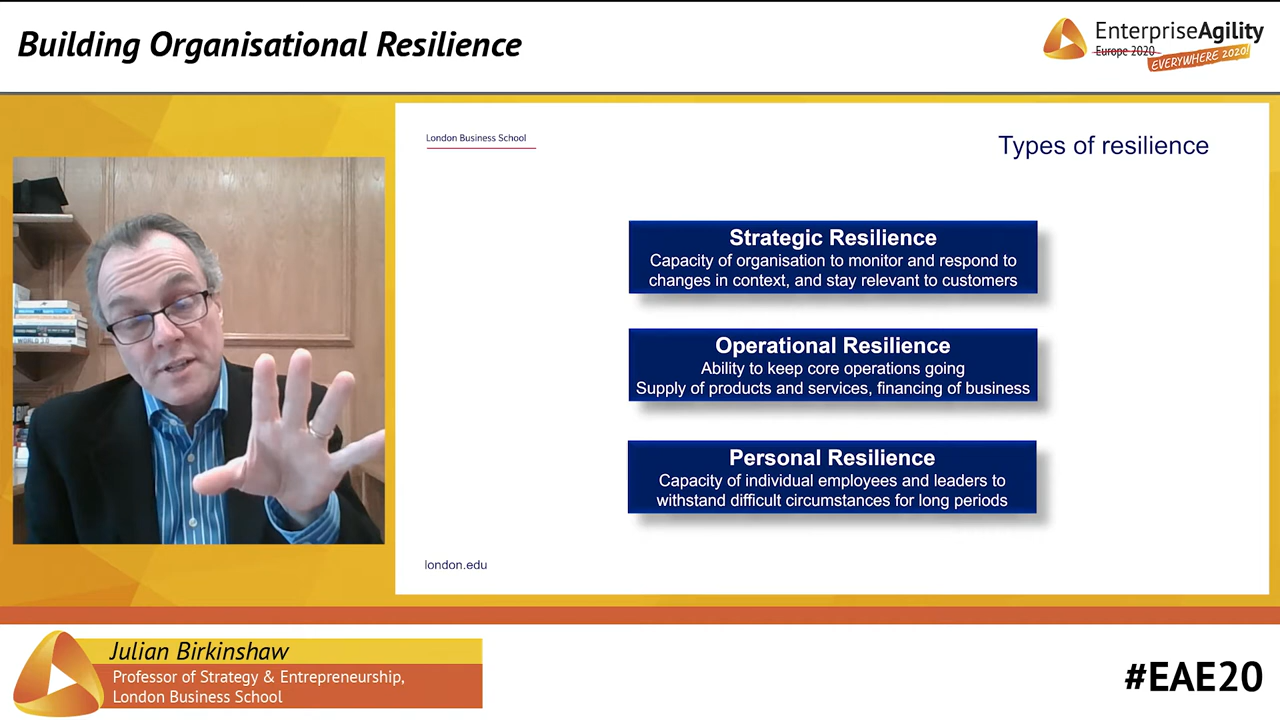 Building Organisational Resilience
EnterpriseAgility
Europe 2020
EVERYWHERE 2020!
London Business School
Types of resilience
Strategic Resilience
Capacity of organisation to monitor and respond to
changes in context, and stay relevant to customers
Operational Resilience
Ability to keep core operations going
Supply of products and services, financing of business
Personal Resilience
Capacity of individual employees and leaders to
withstand difficult circumstances for long periods
london.edu
WORLD 3.0
Julian Birkinshaw
Professor of Strategy & Entrepreneurship,
London Business School
#EAE20